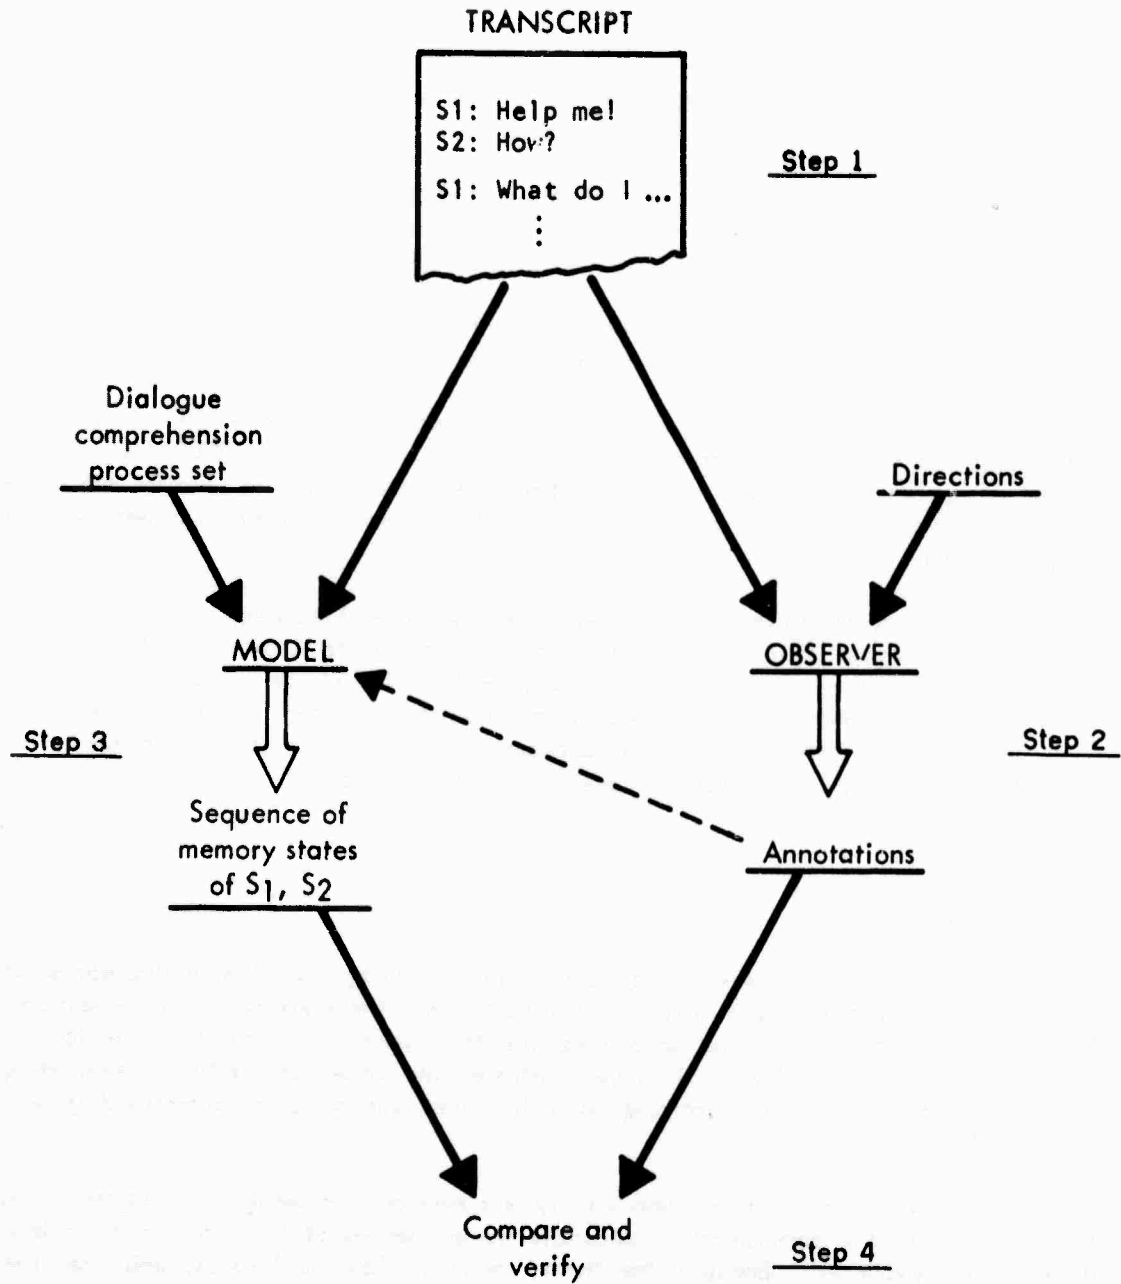 TRANSCRIPT
S1: Help me!
S2: How?
S1: What do I ...
Step 1
Dialogue
comprehension
process set
Directions
MODEL
OBSERVER
Step 3
Step 2
Sequence of
memory states
of S1, S2
Annotations
Compare and
verify
Step 4